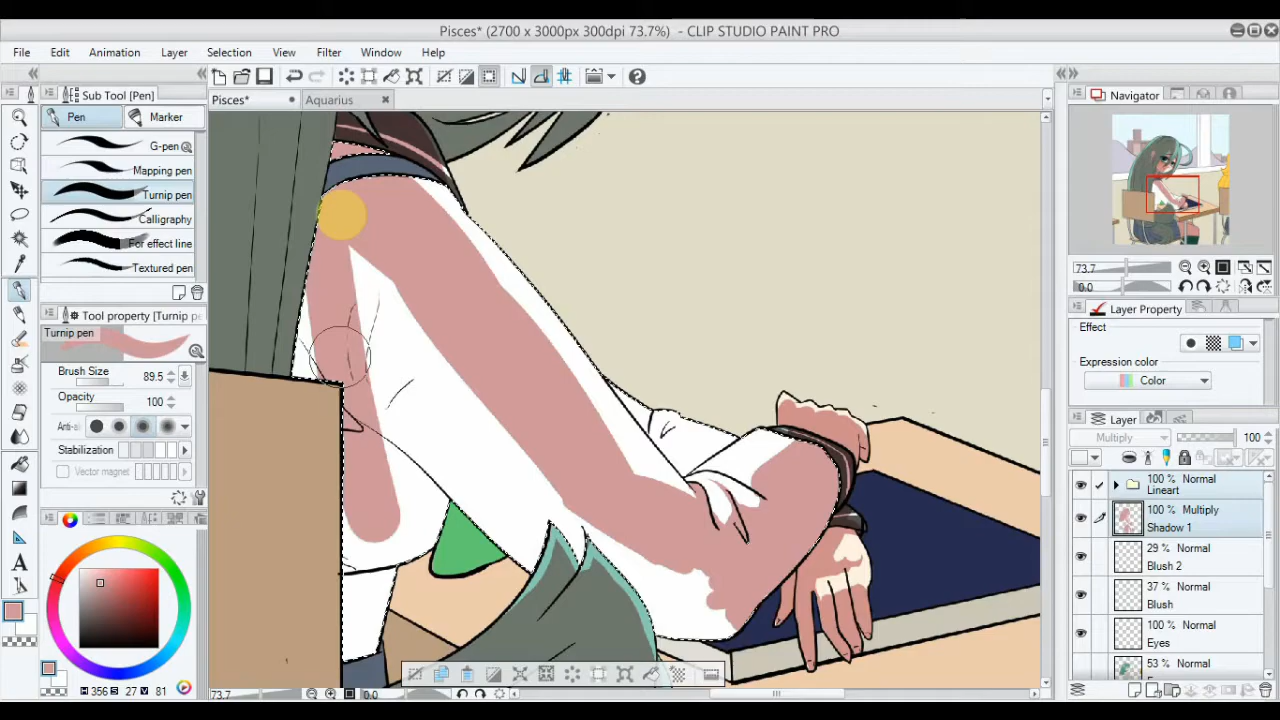 Pisces* (2700 x 3000px 300dpi 73.7%)  - CLIP STUDIO PAINT PRO
File Edit Animation Layer Selection View Filter Window Help
Sub Tool [Pen]
Pisces* Aquarius
Navigator
Pen Marker
G-pen
Mapping pen
Turnip pen
Calligraphy
For effect line
Textured pen
73.7
0.0
Tool property [Turnip pe
Turnip pen
Brush Size 89.5
Opacity 100
Anti-a
Stabilization
Vector magnet
Layer Property
Effect
Expression color
Color
Layer
Multiply 100
100 % Normal
Lineart
100 % Multiply
Shadow 1
29 % Normal
Blush 2
37 % Normal
Blush
100 % Normal
Eyes
53 % Normal
H 356 S 27 V 81
73.7 0.0